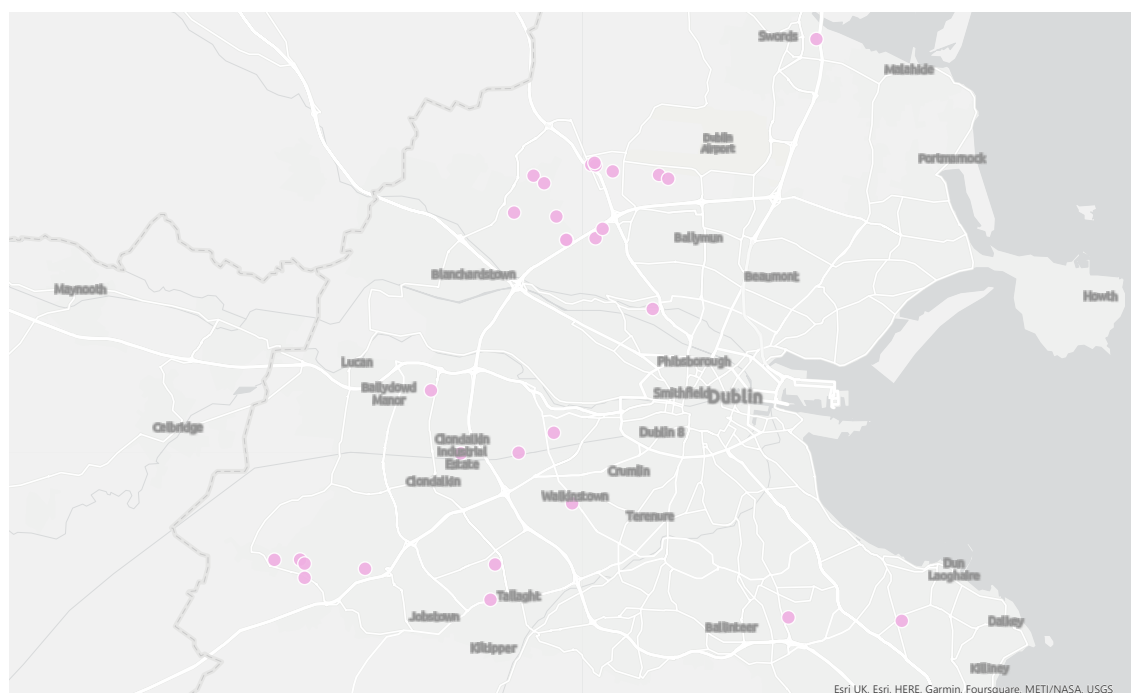 Swords
Malahide
Dublin
Airport
Portmarnock
Ballymun
Blanchardstown
Beaumont
Maynooth
Howth
Lucan
Phibsborough
Ballydowd
Manor
Smithfield
Dublin
Celbridge
Dublin 8
Clondalkin
Industrial
Estate
Crumlin
Clondalkin
Walkinstown
Terenure
Dun
Laoghaire
Tallaght
Jobstown
Ballinteer
Dalkey
Kiltipper
Killiney
Esri UK, Esri, HERE, Garmin, Foursquare, METI/NASA, USGS